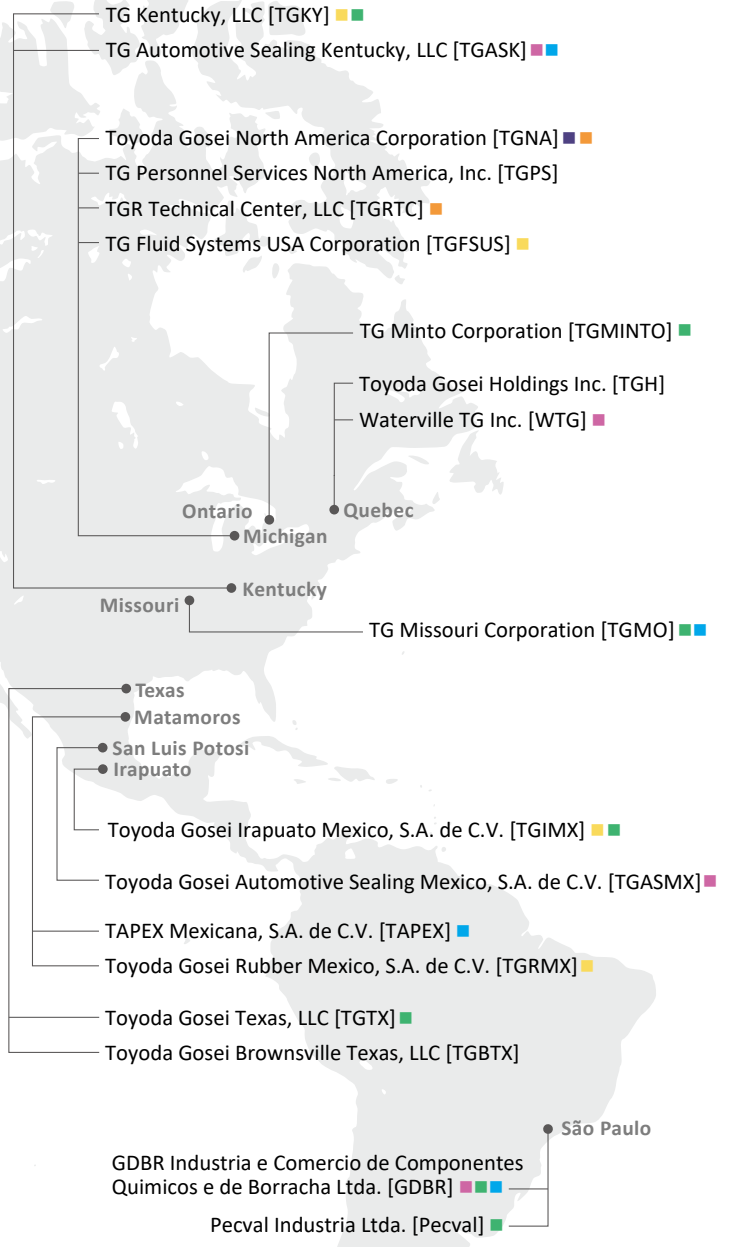 TG Kentucky, LLC [TGKY]
TG Automotive Sealing Kentucky, LLC [TGASK]
Toyoda Gosei North America Corporation [TGNA]
TG Personnel Services North America, Inc. [TGPS]
TGR Technical Center, LLC [TGRTC]
TG Fluid Systems USA Corporation [TGFSUS]
TG Minto Corporation [TGMINTO]
Toyoda Gosei Holdings Inc. [TGH]
Waterville TG Inc. [WTG]
Ontario
Quebec
Michigan
Kentucky
Missouri
TG Missouri Corporation [TGMO]
Texas
Matamoros
San Luis Potosi
Irapuato
Toyoda Gosei Irapuato Mexico, S.A. de C.V. [TGIMX]
Toyoda Gosei Automotive Sealing Mexico, S.A. de C.V. [TGASMX]
TAPEX Mexicana, S.A. de C.V. [TAPEX]
Toyoda Gosei Rubber Mexico, S.A. de C.V. [TGRMX]
Toyoda Gosei Texas, LLC [TGTX]
Toyoda Gosei Brownsville Texas, LLC [TGBTX]
São Paulo
GDBR Industria e Comercio de Componentes
Quimicos e de Borracha Ltda. [GDBR]
Pecval Industria Ltda. [Pecval]